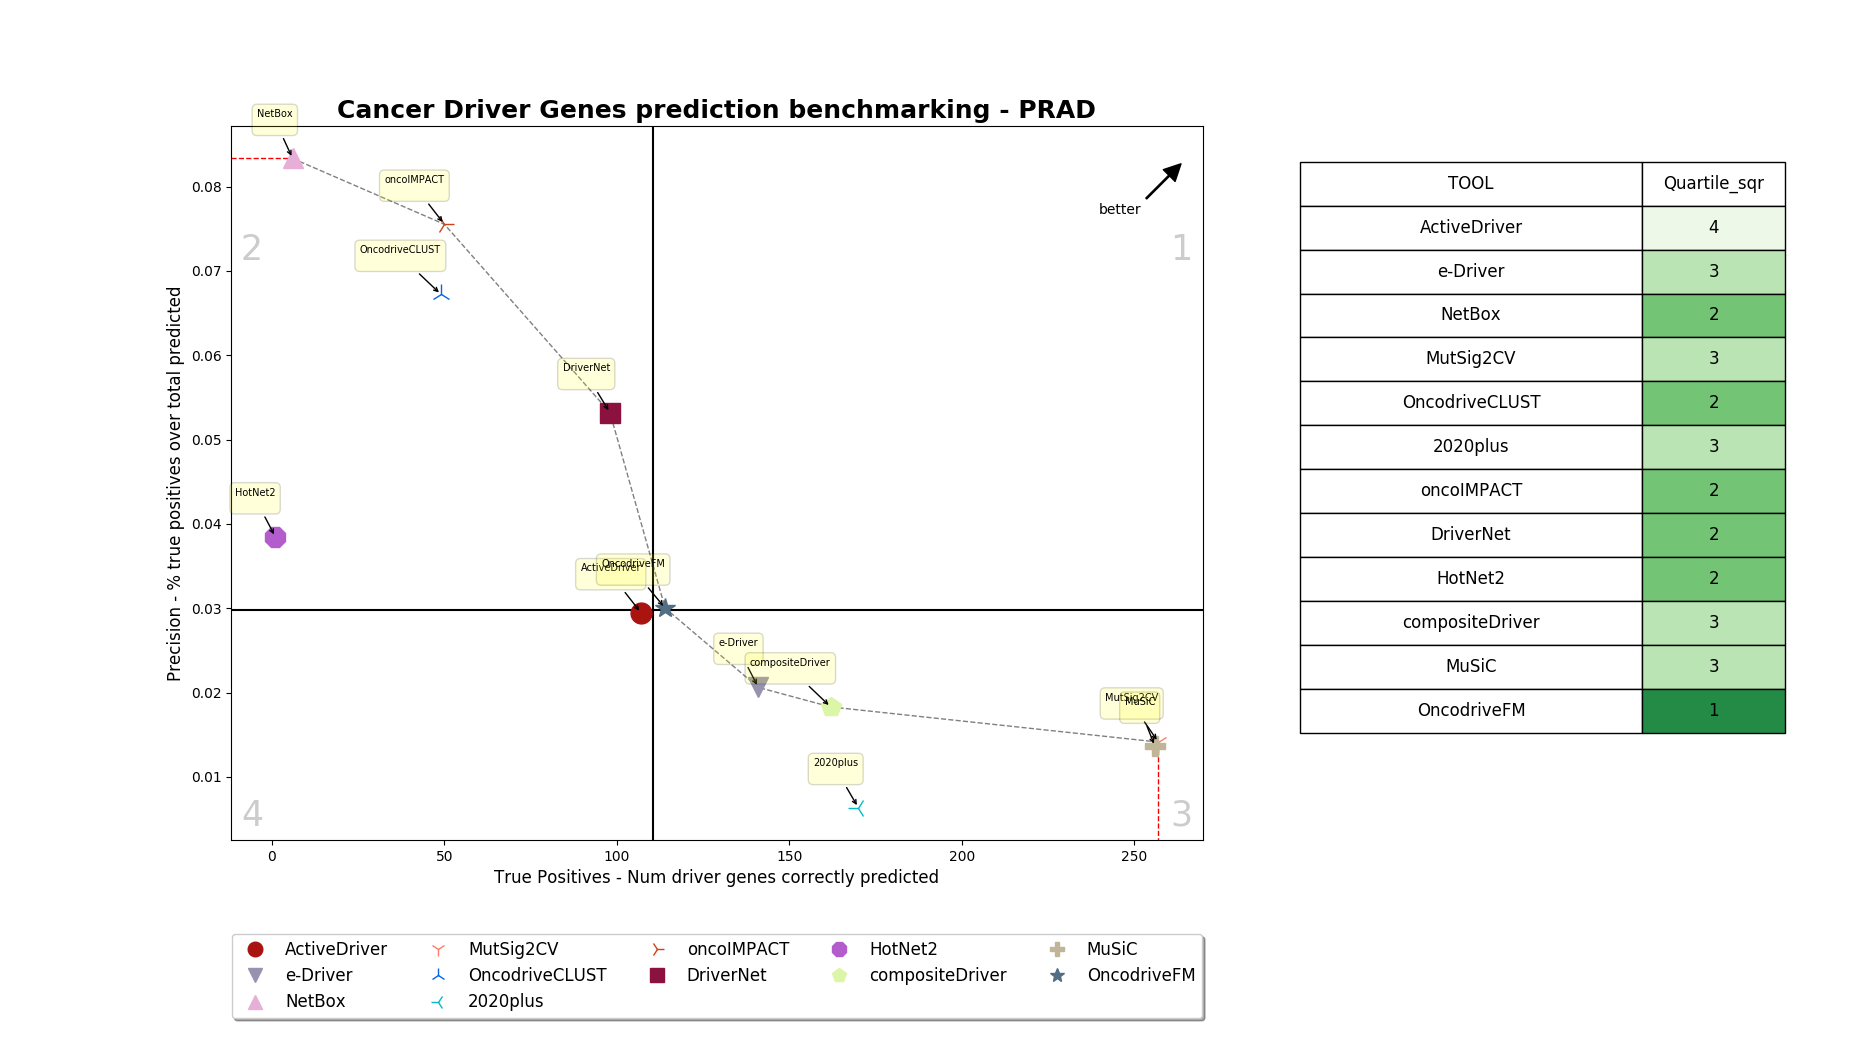 Cancer Driver Genes prediction benchmarking - PRAD
NetBox
oncoIMPACT
OncodriveCLUST
DriverNet
HotNet2
OncodriveFM
ActiveDriver
e-Driver
compositeDriver
MutSig2CV
MuSiC
2020plus
better
2
1
4
3
0.08
0.07
0.06
0.05
0.04
0.03
0.02
0.01
Precision - % true positives over total predicted
0 50 100 150 200 250
True Positives - Num driver genes correctly predicted
ActiveDriver MutSig2CV oncoIMPACT HotNet2 MuSiC
e-Driver OncodriveCLUST DriverNet compositeDriver OncodriveFM
NetBox 2020plus
TOOL Quartile_sqr
ActiveDriver 4
e-Driver 3
NetBox 2
MutSig2CV 3
OncodriveCLUST 2
2020plus 3
oncoIMPACT 2
DriverNet 2
HotNet2 2
compositeDriver 3
MuSiC 3
OncodriveFM 1